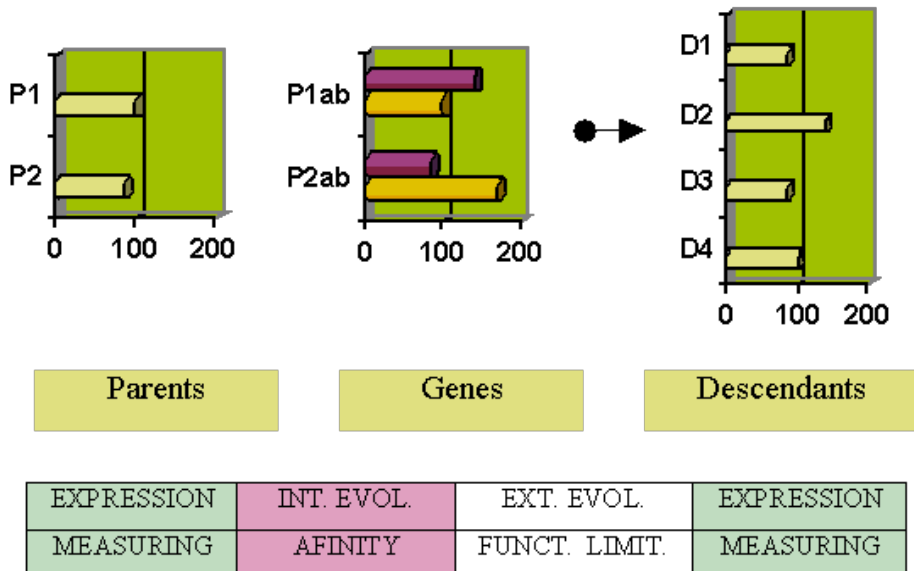 P1
P2
0 100 200
P1ab
P2ab
0 100 200
D1
D2
D3
D4
0 100 200
Parents Genes Descendants
EXPRESSION INT. EVOL. EXT. EVOL. EXPRESSION
MEASURING AFINITY FUNCT. LIMIT. MEASURING